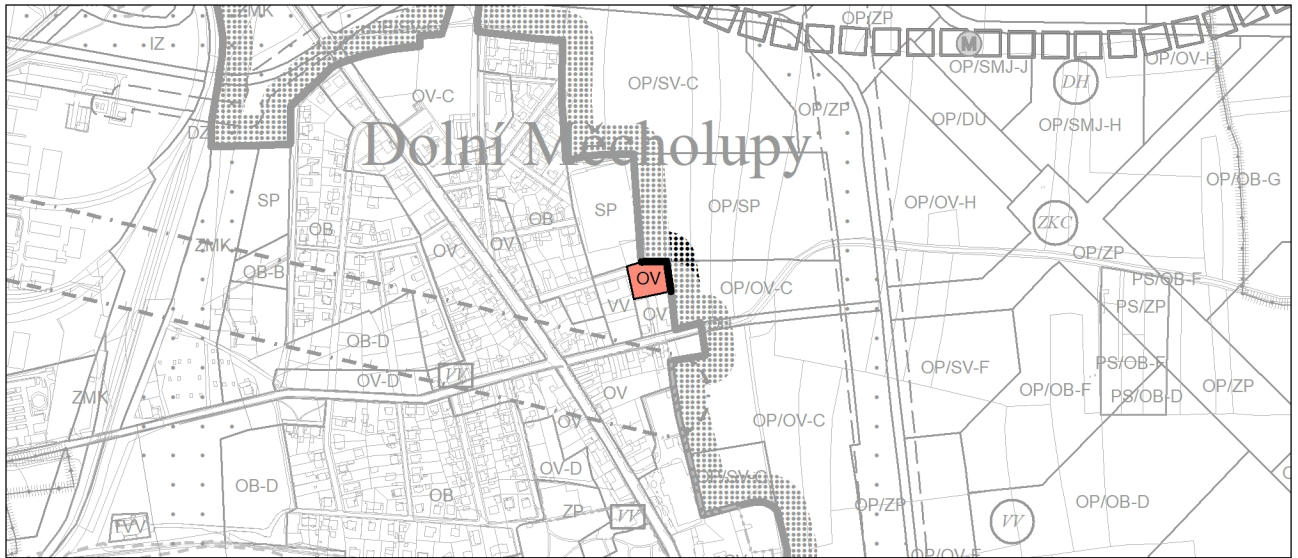 ZMK
OP/ZP
IZ
M
OP/SMJ-J
OP/OV-H
OP/SV-C
DH
OV-C
OP/ZP
OP/DU
OP/SMJ-H
DZ
Dolní Měcholupy
OP/OB-G
SP
SP
OP/SP
OP/OV-H
OB
OB
ZKC
ZMK
OV
OV
OP/ZP
OB-B
OV
OP/OV-C
PS/OB-F
VV
OV
PS/ZP
OB-D
OP/SV-F
PS/OB-F
OV-D
VV
OP/OB-F
OP/ZP
ZMK
OV
PS/OB-D
OP/OV-C
OV
OV-D
OP/SV-C
OB-D
OB
ZP
VV
OP/ZP
VV
OP/OB-D
TVV